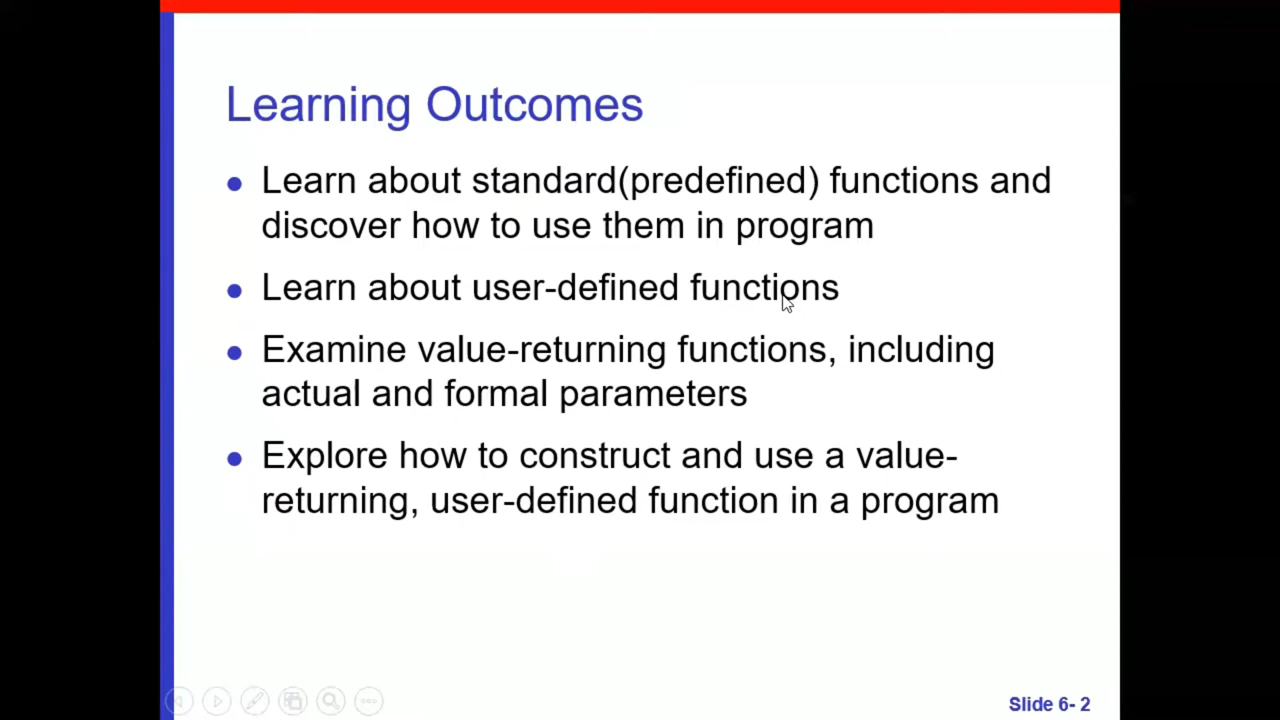 Learning Outcomes
● Learn about standard(predefined) functions and
discover how to use them in program
● Learn about user-defined functions
● Examine value-returning functions, including
actual and formal parameters
● Explore how to construct and use a value-
returning, user-defined function in a program
Slide 6- 2